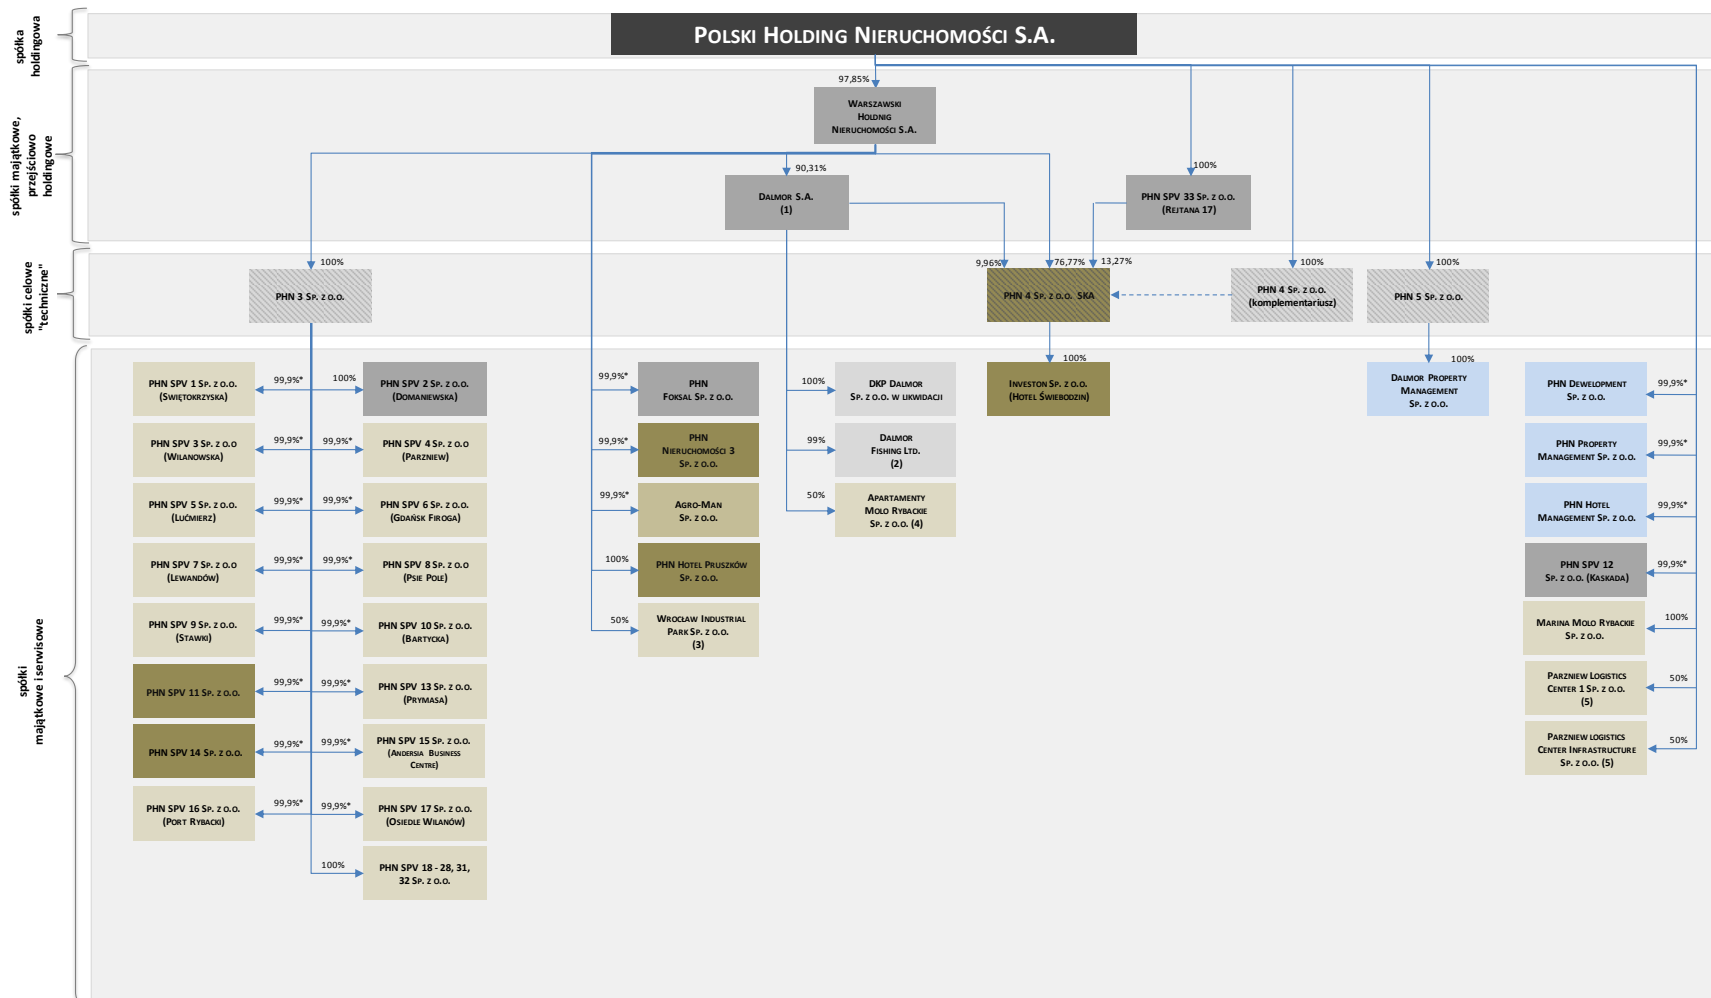 spółka
holdingowa
POLSKI HOLDING NIERUCHOMOŚCI S.A.
spółki majątkowe,
przejściowo
holdingowe
97,85%
WARSZAWSKI
HOLDNIG
NIERUCHOMOŚCI S.A.
90,31%
100%
DALMOR S.A.
(1)
PHN SPV 33 SP. Z O.O.
(REJTANA 17)
spółki celowe
"techniczne"
100%
9,96%
76,77%
13,27%
100%
100%
PHN 3 SP. Z O.O.
PHN 4 SP. Z O.O. SKA
PHN 4 SP. Z O.O.
(komplementariusz)
PHN 5 SP. Z O.O.
spółki
majątkowe i serwisowe
PHN SPV 1 SP. Z O.O.
(SWIĘTOKRZYSKA)
99,9%*
100%
PHN SPV 2 SP. Z O.O.
(DOMANIEWSKA)
PHN SPV 3 SP. Z O.O
(WILANOWSKA)
99,9%*
99,9%*
PHN SPV 4 SP. Z O.O
(PARZNIEW)
PHN SPV 5 SP. Z O.O.
(LUĆMIERZ)
99,9%*
99,9%*
PHN SPV 6 SP. Z O.O.
(GDAŃSK FIROGA)
PHN SPV 7 SP. Z O.O
(LEWANDÓW)
99,9%*
99,9%*
PHN SPV 8 SP. Z O.O
(PSIE POLE)
PHN SPV 9 SP. Z O.O.
(STAWKI)
99,9%*
99,9%*
PHN SPV 10 SP. Z O.O.
(BARTYCKA)
PHN SPV 11 SP. Z O.O.
99,9%*
99,9%*
PHN SPV 13 SP. Z O.O.
(PRYMASA)
PHN SPV 14 SP. Z O.O.
99,9%*
99,9%*
PHN SPV 15 SP. Z O.O.
(ANDERSIA BUSINESS
CENTRE)
PHN SPV 16 SP. Z O.O.
(PORT RYBACKI)
99,9%*
99,9%*
PHN SPV 17 SP. Z O.O.
(OSIEDLE WILANÓW)
100%
PHN SPV 18 - 28, 31,
32 SP. Z O.O.
99,9%*
PHN
FOKSAL SP. Z O.O.
99,9%*
PHN
NIERUCHOMOŚCI 3
SP. Z O.O.
99,9%*
AGRO-MAN
SP. Z O.O.
100%
PHN HOTEL PRUSZKÓW
SP. Z O.O.
50%
WROCŁAW INDUSTRIAL
PARK SP. Z O.O.
(3)
100%
DKP DALMOR
SP. Z O.O. W LIKWIDACJI
99%
DALMOR
FISHING LTD.
(2)
50%
APARTAMENTY
MOLO RYBACKIE
SP. Z O.O. (4)
100%
INVESTON SP. Z O.O.
(HOTEL ŚWIEBODZIN)
100%
DALMOR PROPERTY
MANAGEMENT
SP. Z O.O.
PHN DEWELOPMENT
SP. Z O.O.
99,9%*
PHN PROPERTY
MANAGEMENT SP. Z O.O.
99,9%*
PHN HOTEL
MANAGEMENT SP. Z O.O.
99,9%*
PHN SPV 12
SP. Z O.O. (KASKADA)
99,9%*
MARINA MOLO RYBACKIE
SP. Z O.O.
100%
PARZNIEW LOGISTICS
CENTER 1 SP. Z O.O.
(5)
50%
PARZNIEW LOGISTICS
CENTER INFRASTRUCTURE
SP. Z O.O. (5)
50%